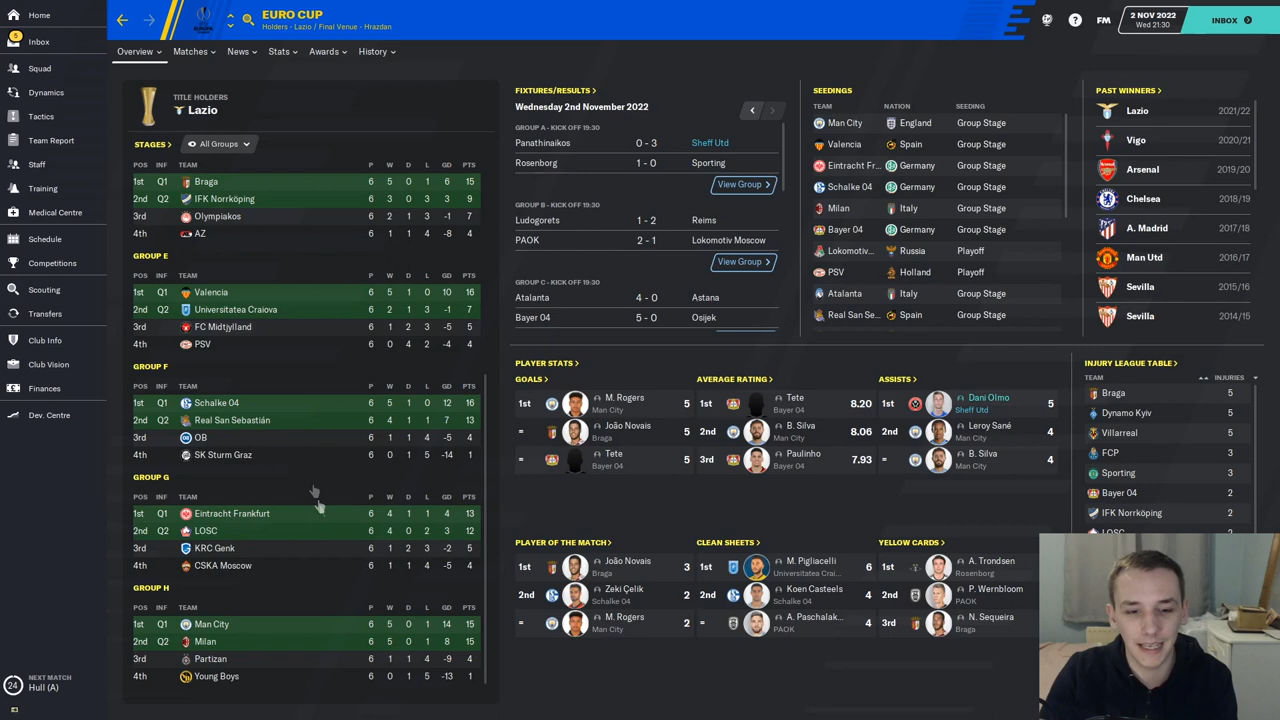 Home
5
Inbox
Squad
Dynamics
Tactics
Team Report
Staff
Training
Medical Centre
Schedule
Competitions
Scouting
Transfers
Club Info
Club Vision
Finances
Dev. Centre
24
NEXT MATCH
Hull (A)
EURO CUP
Holders - Lazio / Final Venue - Hrazdan
FM
2 NOV 2022
Wed 21:30
INBOX
Overview
Matches
News
Stats
Awards
History
TITLE HOLDERS
Lazio
STAGES
All Groups
POS INF TEAM P W D L GD PTS
1st Q1 Braga 6 5 0 1 6 15
2nd Q2 IFK Norrköping 6 3 0 3 3 9
3rd Olympiakos 6 2 1 3 -1 7
4th AZ 6 1 1 4 -8 4
GROUP E
POS INF TEAM P W D L GD PTS
1st Q1 Valencia 6 5 1 0 10 16
2nd Q2 Universitatea Craiova 6 2 1 3 -1 7
3rd FC Midtjylland 6 1 2 3 -5 5
4th PSV 6 0 4 2 -4 4
GROUP F
POS INF TEAM P W D L GD PTS
1st Q1 Schalke 04 6 5 1 0 12 16
2nd Q2 Real San Sebastián 6 4 1 1 7 13
3rd OB 6 1 1 4 -5 4
4th SK Sturm Graz 6 0 1 5 -14 1
GROUP G
POS INF TEAM P W D L GD PTS
1st Q1 Eintracht Frankfurt 6 4 1 1 4 13
2nd Q2 LOSC 6 4 0 2 3 12
3rd KRC Genk 6 1 2 3 -2 5
4th CSKA Moscow 6 1 1 4 -5 4
GROUP H
POS INF TEAM P W D L GD PTS
1st Q1 Man City 6 5 0 1 14 15
2nd Q2 Milan 6 5 0 1 8 15
3rd Partizan 6 1 1 4 -9 4
4th Young Boys 6 0 1 5 -13 1
FIXTURES/RESULTS
Wednesday 2nd November 2022
GROUP A - KICK OFF 19:30
Panathinaikos 0 - 3 Sheff Utd
Rosenborg 1 - 0 Sporting
View Group
GROUP B - KICK OFF 19:30
Ludogorets 1 - 2 Reims
PAOK 2 - 1 Lokomotiv Moscow
View Group
GROUP C - KICK OFF 19:30
Atalanta 4 - 0 Astana
Bayer 04 5 - 0 Osijek
SEEDINGS
TEAM NATION SEEDING
Man City England Group Stage
Valencia Spain Group Stage
Eintracht Fr... Germany Group Stage
Schalke 04 Germany Group Stage
Milan Italy Group Stage
Bayer 04 Germany Group Stage
Lokomotiv... Russia Playoff
PSV Holland Playoff
Atalanta Italy Group Stage
Real San Se... Spain Group Stage
PAST WINNERS
Lazio 2021/22
Vigo 2020/21
Arsenal 2019/20
Chelsea 2018/19
A. Madrid 2017/18
Man Utd 2016/17
Sevilla 2015/16
Sevilla 2014/15
PLAYER STATS
GOALS
1st M. Rogers 5
Man City
= João Novais 5
Braga
= Tete 5
Bayer 04
AVERAGE RATING
1st Tete 8.20
Bayer 04
2nd B. Silva 8.06
Man City
3rd Paulinho 7.93
Bayer 04
ASSISTS
1st Dani Olmo 5
Sheff Utd
= Leroy Sané 4
Man City
= B. Silva 4
Man City
INJURY LEAGUE TABLE
TEAM INJURIES
Braga 5
Dynamo Kyiv 5
Villarreal 5
FCP 3
Sporting 3
Bayer 04 2
IFK Norrköping 2
LOSC
PLAYER OF THE MATCH
1st João Novais 3
Braga
2nd Zeki Çelik 2
Schalke 04
= M. Rogers 2
Man City
CLEAN SHEETS
1st M. Pigliacelli 6
Universitatea Crai...
2nd Koen Casteels 4
Schalke 04
= A. Paschalak... 4
PAOK
YELLOW CARDS
1st A. Trondsen
Rosenborg
2nd P. Wernbloom
PAOK
3rd N. Sequeira
Braga